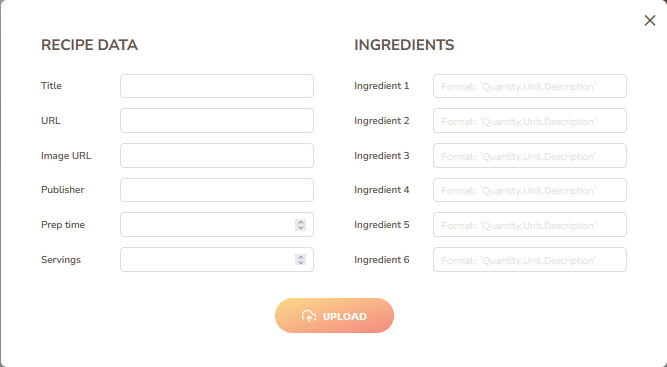 RECIPE DATA
Title
URL
Image URL
Publisher
Prep time
Servings
INGREDIENTS
Ingredient 1 Format: 'Quantity,Unit,Description'
Ingredient 2 Format: 'Quantity,Unit,Description'
Ingredient 3 Format: 'Quantity,Unit,Description'
Ingredient 4 Format: 'Quantity,Unit,Description'
Ingredient 5 Format: 'Quantity,Unit,Description'
Ingredient 6 Format: 'Quantity,Unit,Description'
UPLOAD